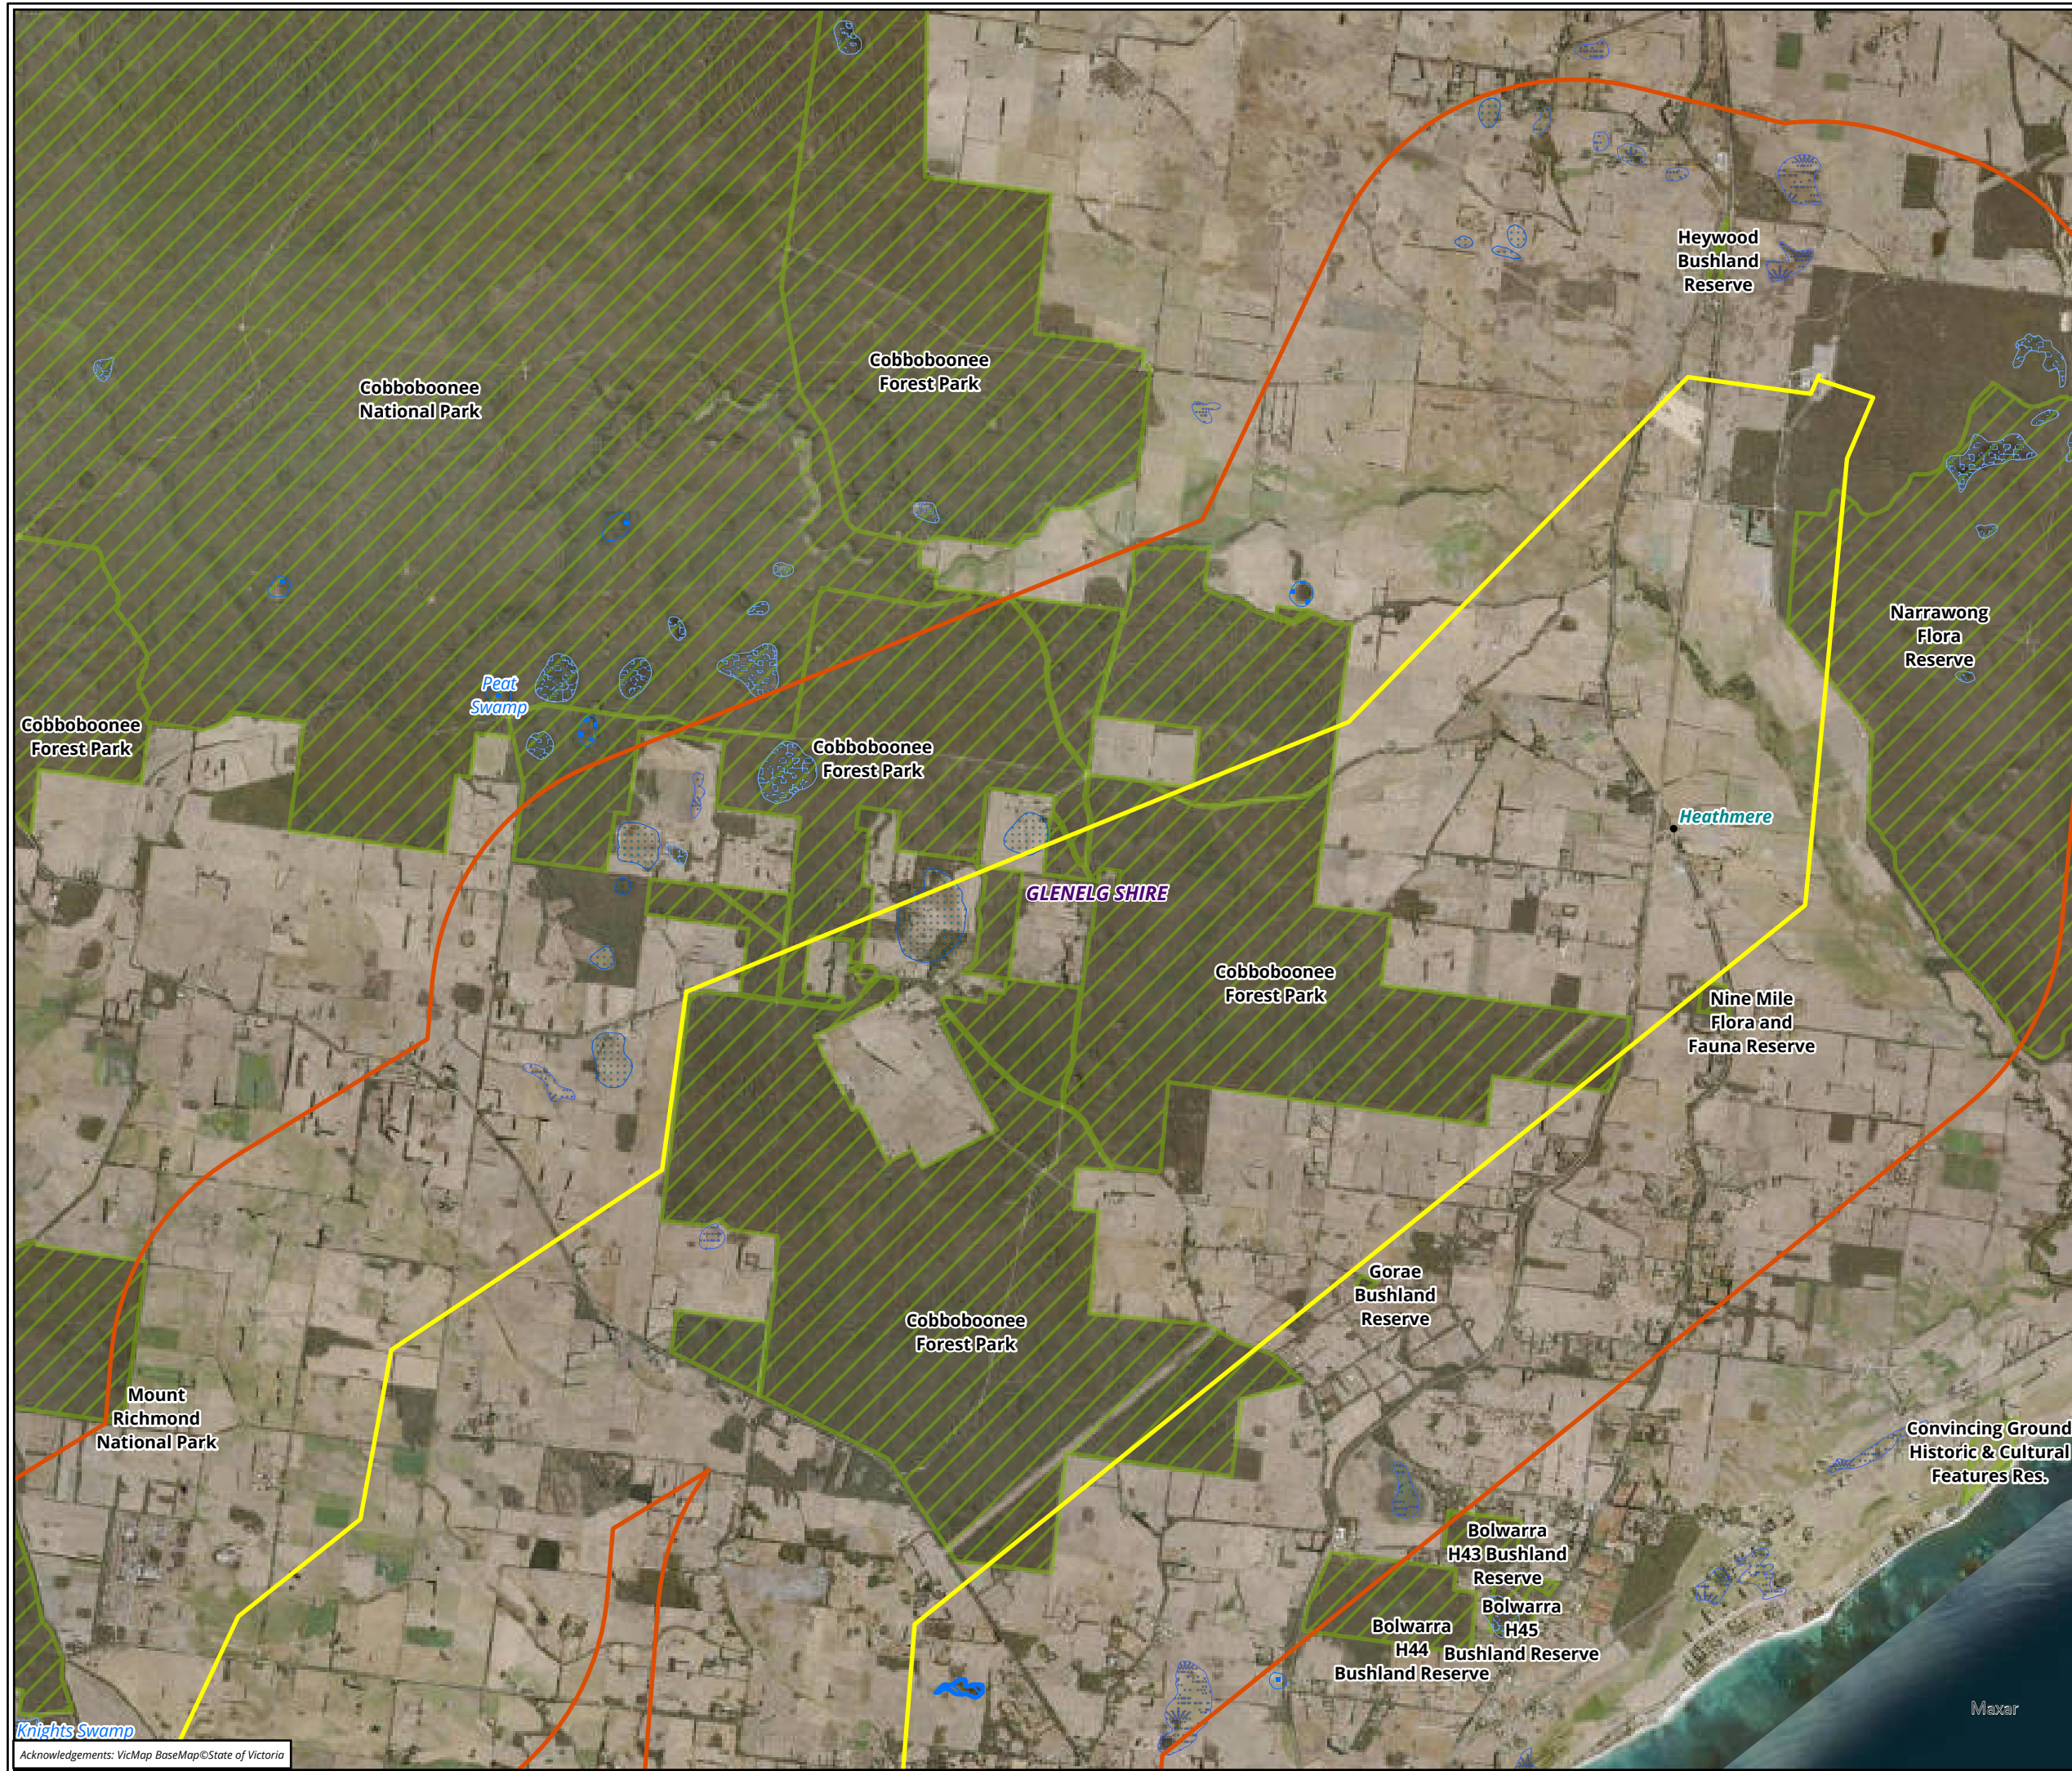 Heywood
Bushland
Reserve
Cobboboonee
Forest Park
Cobboboonee
National Park
Narrawong
Flora
Reserve
Peat
Swamp
Cobboboonee
Forest Park
Cobboboonee
Forest Park
Heathmere
GLENELG SHIRE
Cobboboonee
Forest Park
Nine Mile
Flora and
Fauna Reserve
Gorae
Bushland
Reserve
Cobboboonee
Forest Park
Mount
Richmond
National Park
Convincing Ground
Historic & Cultural
Features Res.
Bolwarra
H43 Bushland
Reserve
Bolwarra
H45
Bushland Reserve
Bolwarra
H44
Bushland Reserve
Maxar
Knights Swamp
Acknowledgements: VicMap BaseMap©State of Victoria